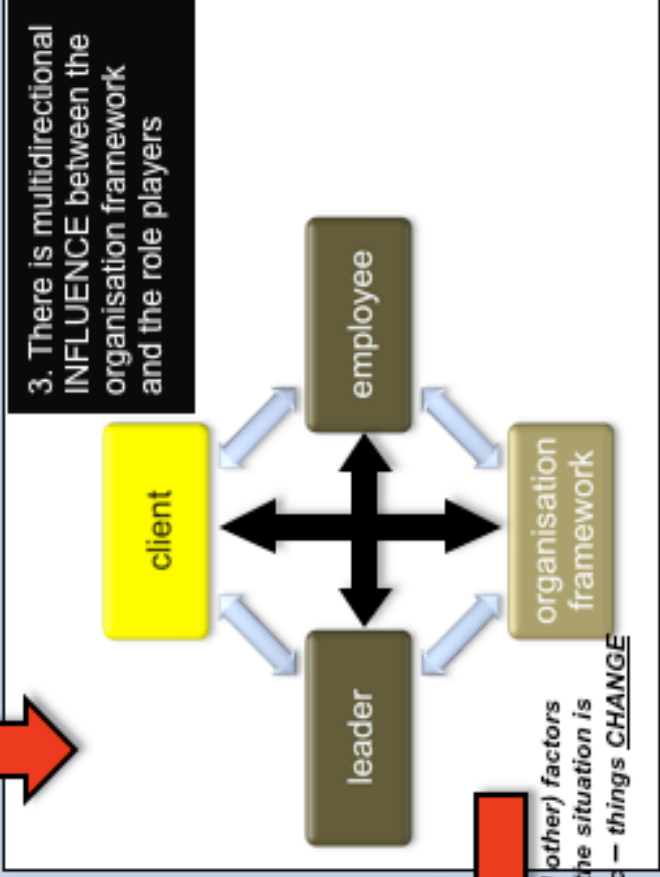 3. There is multidirectional
INFLUENCE between the
organisation framework
and the role players
client
leader
employee
organisation
framework
other) factors
the situation is
– things CHANGE